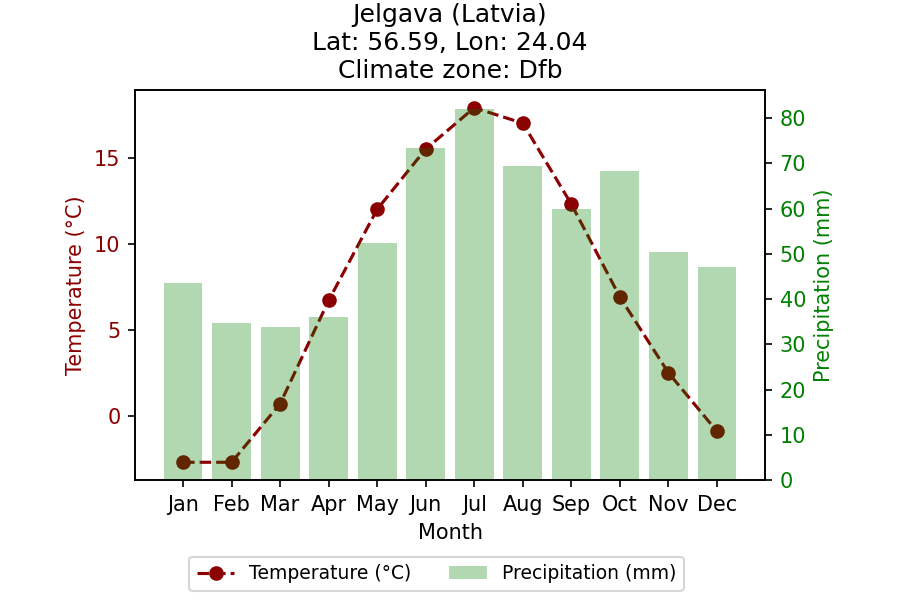 Jelgava (Latvia)
Lat: 56.59, Lon: 24.04
Climate zone: Dfb
Temperature (°C)
15
10
5
0
80
70
60
50
40
30
20
10
0
Precipitation (mm)
Jan Feb Mar Apr May Jun Jul Aug Sep Oct Nov Dec
Month
Temperature (°C) Precipitation (mm)